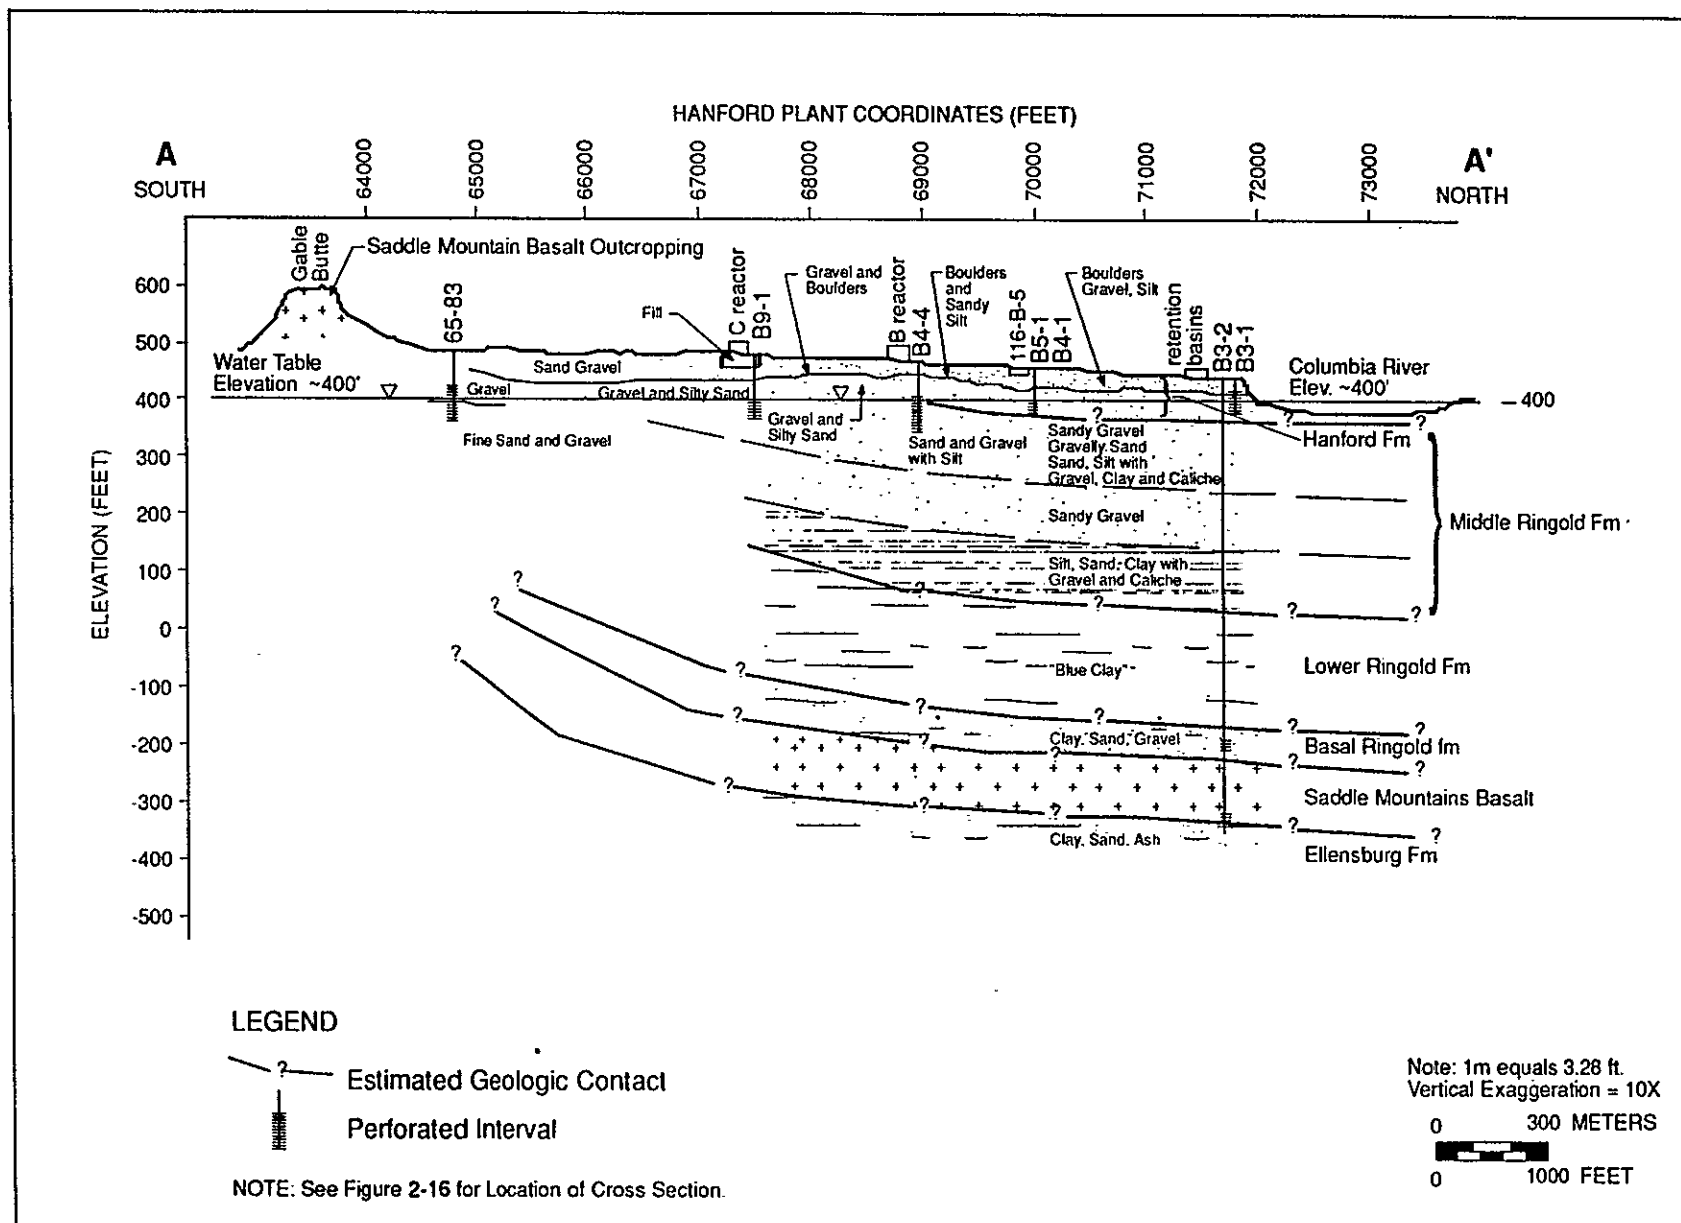 HANFORD PLANT COORDINATES (FEET)
A
A'
SOUTH
NORTH
64000
65000
66000
67000
68000
69000
70000
71000
72000
73000
Gable
Butte
Saddle Mountain Basalt Outcropping
65-83
Fill
C reactor
B9-1
Gravel and
Boulders
B reactor
B4-4
Boulders
and
Sandy
Silt
116-B-5
B5-1
B4-1
Boulders
Gravel, Silt
retention
basins
B3-2
B3-1
Columbia River
Elev. ~400'
Water Table
Elevation ~400'
Sand Gravel
Gravel
Gravel and Silty Sand
Gravel and
Silty Sand
Fine Sand and Gravel
Sand and Gravel
with Silt
Sandy Gravel
Gravelly Sand
Sand, Silt with
Gravel, Clay and Caliche
Sandy Gravel
Silt, Sand, Clay with
Gravel and Caliche
Blue Clay
Clay, Sand, Gravel
Clay, Sand, Ash
– 400
Hanford Fm
Middle Ringold Fm
Lower Ringold Fm
Basal Ringold fm
Saddle Mountains Basalt
Ellensburg Fm
ELEVATION (FEET)
600
500
400
300
200
100
0
-100
-200
-300
-400
-500
? ? ?
? ? ? ? ?
? ? ? ? ? ?
? ? ? ? ? ?
? ? ? ? ? ?
LEGEND
? Estimated Geologic Contact
Perforated Interval
NOTE: See Figure 2-16 for Location of Cross Section.
Note: 1m equals 3.28 ft.
Vertical Exaggeration = 10X
0 300 METERS
0 1000 FEET